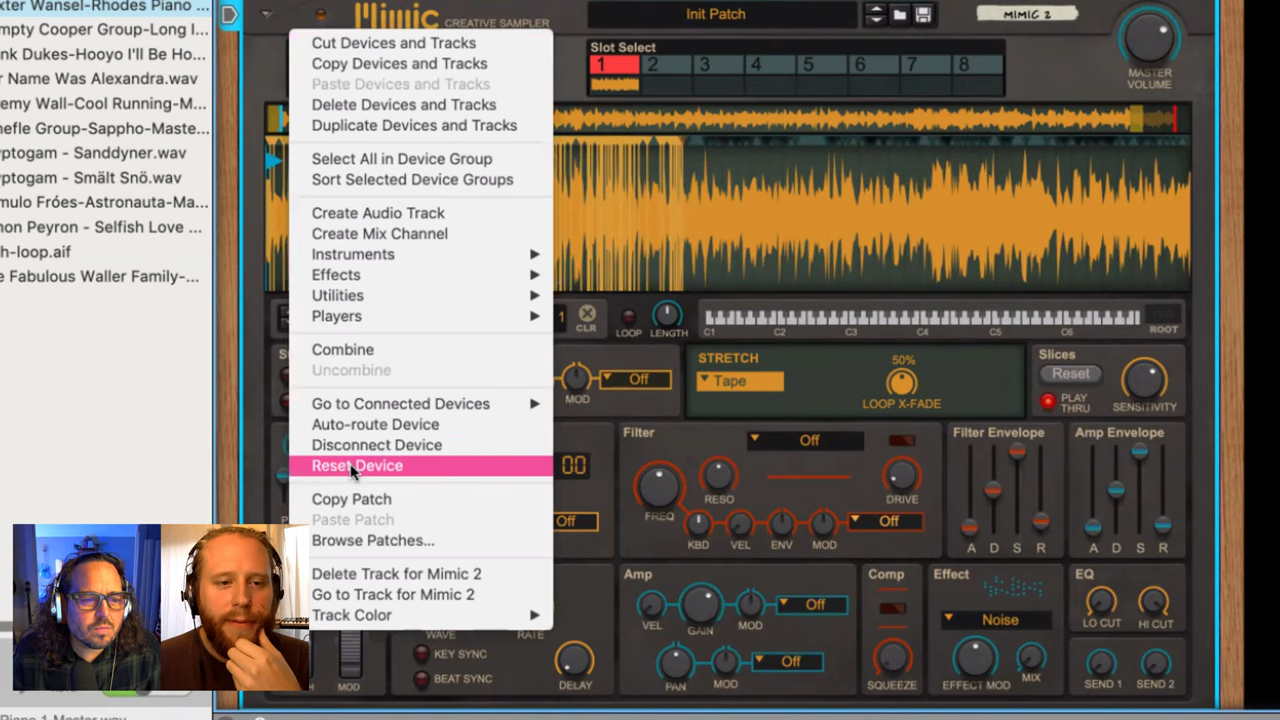 xter Wansel-Rhodes Piano ...
mpty Cooper Group-Long I...
nk Dukes-Hooyo I'll Be Ho...
r Name Was Alexandra.wav
emy Wall-Cool Running-M...
nefle Group-Sappho-Maste...
ptogam - Sanddyner.wav
ptogam - Smält Snö.wav
mulo Fróes-Astronauta-Ma...
non Peyron - Selfish Love ...
h-loop.aif
e Fabulous Waller Family-...
Piano 1-Master.wav
Mimic CREATIVE SAMPLER
Init Patch
MIMIC 2
MASTER
VOLUME
Slot Select
1 2 3 4 5 6 7 8
Cut Devices and Tracks
Copy Devices and Tracks
Paste Devices and Tracks
Delete Devices and Tracks
Duplicate Devices and Tracks
Select All in Device Group
Sort Selected Device Groups
Create Audio Track
Create Mix Channel
Instruments
Effects
Utilities
Players
Combine
Uncombine
Go to Connected Devices
Auto-route Device
Disconnect Device
Reset Device
Copy Patch
Paste Patch
Browse Patches...
Delete Track for Mimic 2
Go to Track for Mimic 2
Track Color
1 CLR LOOP LENGTH
C1 C2 C3 C4 C5 C6 ROOT
MOD Off
STRETCH
Tape
50%
LOOP X-FADE
Slices
Reset
PLAY
THRU
SENSITIVITY
00
Off
Filter
Off
FREQ RESO DRIVE
KBD VEL ENV MOD Off
Filter Envelope
A D S R
Amp Envelope
A D S R
MOD
WAVE RATE
KEY SYNC
BEAT SYNC
DELAY
Amp
VEL GAIN MOD Off
PAN MOD Off
Comp
SQUEEZE
Effect
Noise
EFFECT MOD MIX
EQ
LO CUT HI CUT
SEND 1 SEND 2